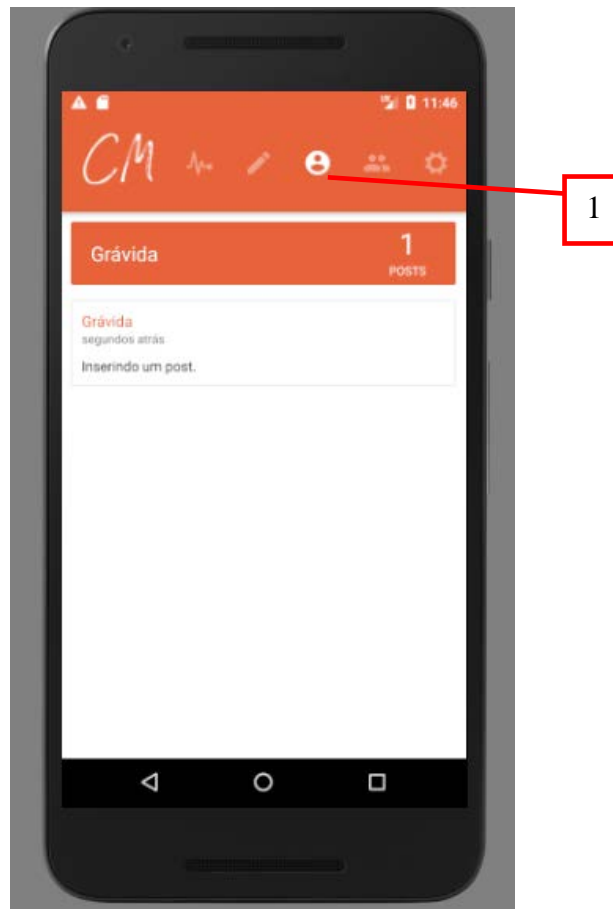 11:46
CM
1
Grávida
1
POSTS
Grávida
segundos atrás
Inserindo um post.